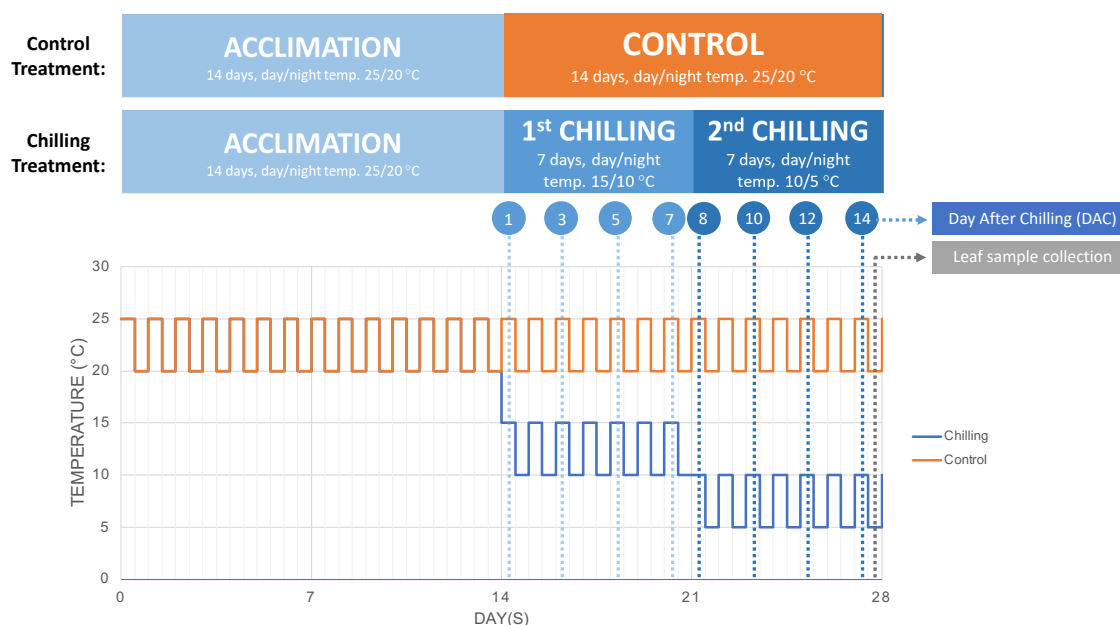 Control
Treatment:
ACCLIMATION
14 days, day/night temp. 25/20 °C
CONTROL
14 days, day/night temp. 25/20 °C
Chilling
Treatment:
ACCLIMATION
14 days, day/night temp. 25/20 °C
1st CHILLING
7 days, day/night
temp. 15/10 °C
2nd CHILLING
7 days, day/night
temp. 10/5 °C
1 3 5 7 8 10 12 14
Day After Chilling (DAC)
Leaf sample collection
30
25
20
15
10
5
0
TEMPERATURE (°C)
0 7 14 21 28
DAY(S)
Chilling
Control